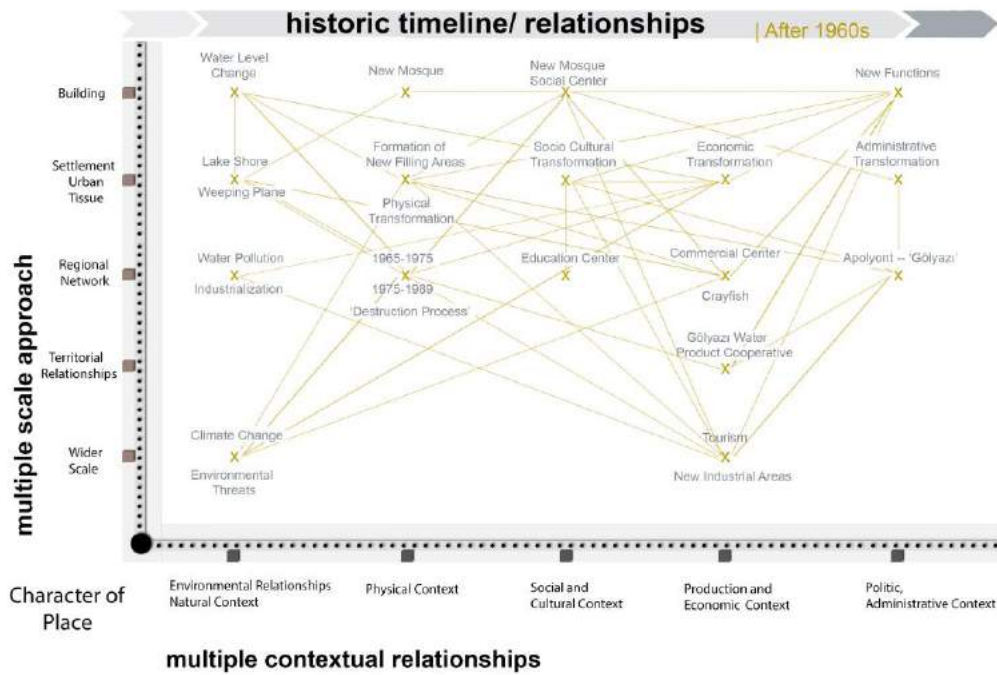 historic timeline/ relationships
| After 1960s
multiple scale approach
Building
Settlement
Urban
Tissue
Regional
Network
Territorial
Relationships
Wider
Scale
Water Level
Change
New Mosque
New Mosque
Social Center
New Functions
Lake Shore
Weeping Plane
Formation of
New Filling Areas
Physical
Transformation
Socio Cultural
Transformation
Economic
Transformation
Administrative
Transformation
Water Pollution
Industrialization
1965-1975
1975-1989
'Destruction Process'
Education Center
Commercial Center
Crayfish
Apolyont -- 'Gölyazı'
Gölyazı Water
Product Cooperative
Climate Change
Environmental
Threats
Tourism
New Industrial Areas
Character of
Place
Environmental Relationships
Natural Context
Physical Context
Social and
Cultural Context
Production and
Economic Context
Politic,
Administrative Context
multiple contextual relationships